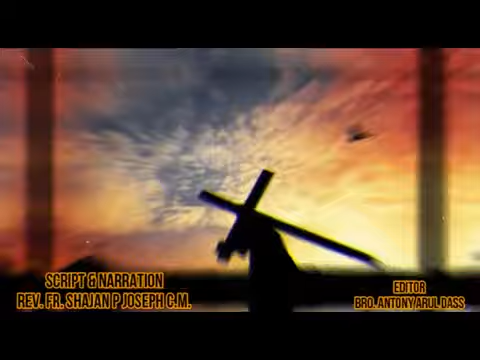 SCRIPT & NARRATION
REV. FR. SHAJAN P JOSEPH C.M.
EDITOR
BRO. ANTONY ARUL DASS